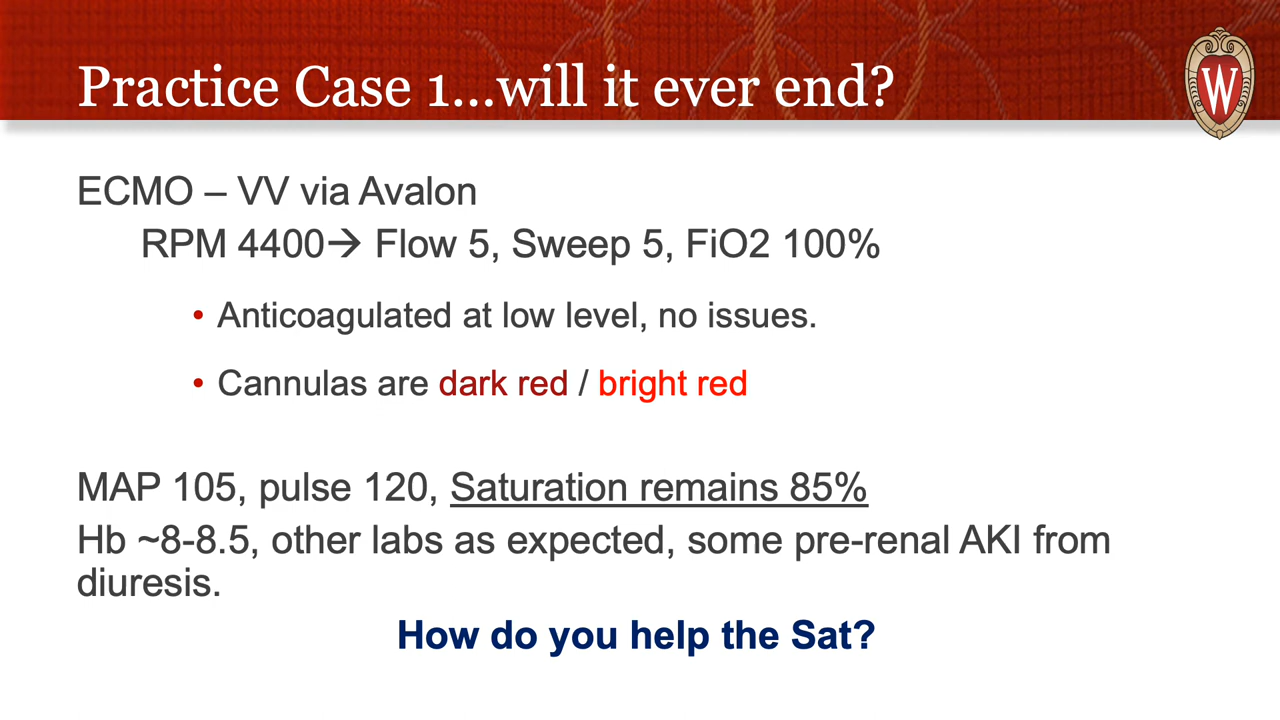 Practice Case 1...will it ever end?
W
ECMO – VV via Avalon
RPM 4400→ Flow 5, Sweep 5, FiO2 100%
• Anticoagulated at low level, no issues.
• Cannulas are dark red / bright red
MAP 105, pulse 120, Saturation remains 85%
Hb ~8-8.5, other labs as expected, some pre-renal AKI from
diuresis.
How do you help the Sat?